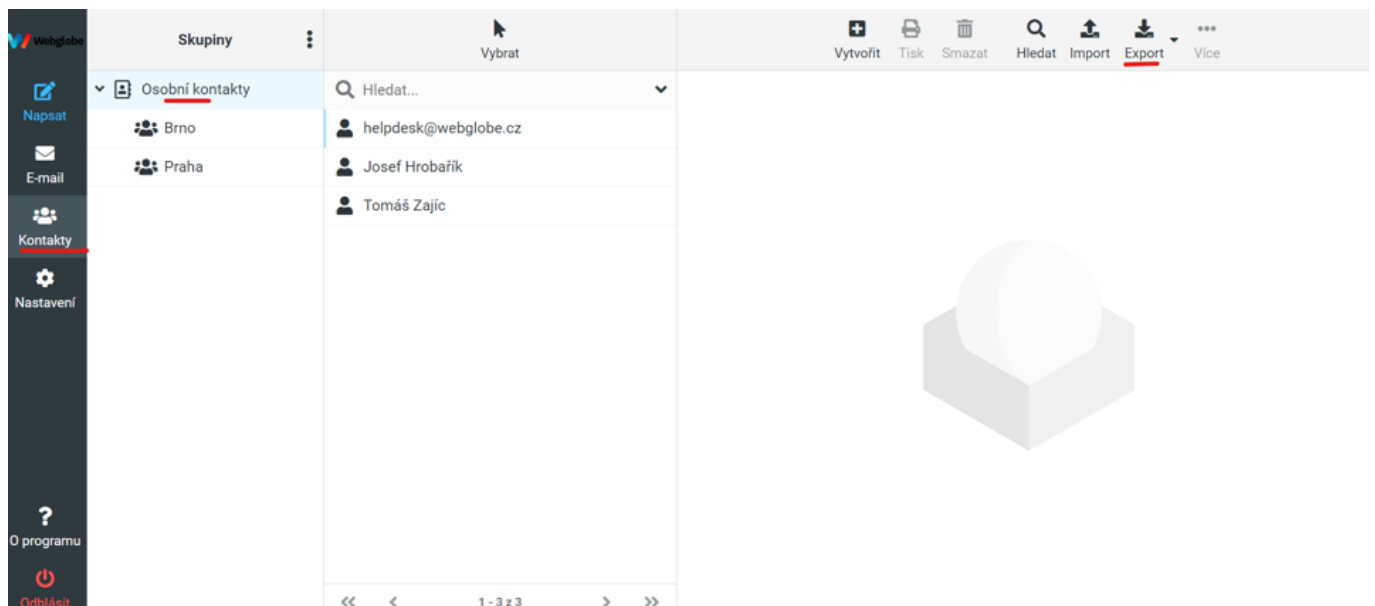 Webglobe
Napsat
E-mail
Kontakty
Nastavení
O programu
Odhlásit
Skupiny
Osobní kontakty
Brno
Praha
Vybrat
Hledat...
helpdesk@webglobe.cz
Josef Hrobařík
Tomáš Zajíc
1 - 3 z 3
Vytvořit Tisk Smazat Hledat Import Export Více